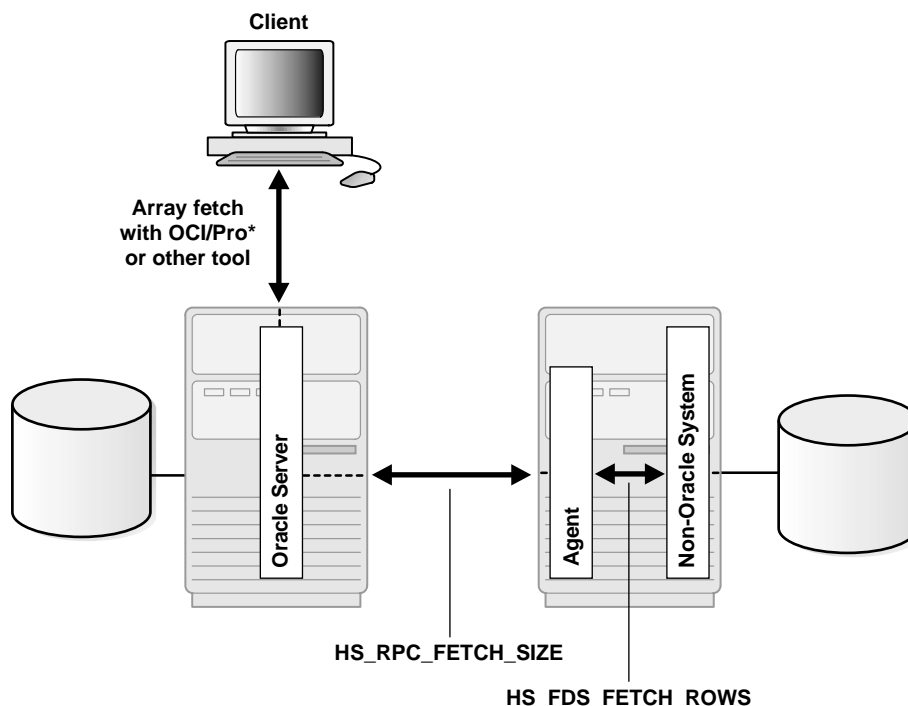 Client
Array fetch
with OCI/Pro*
or other tool
Oracle Server
Agent
Non-Oracle System
HS_RPC_FETCH_SIZE
HS_FDS_FETCH_ROWS